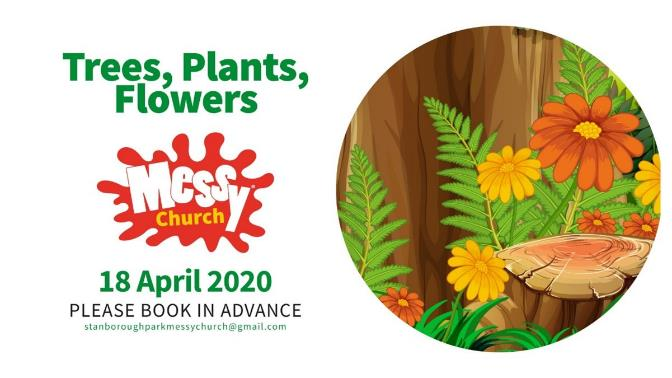 Trees, Plants,
Flowers
Messy
Church
18 April 2020
PLEASE BOOK IN ADVANCE
stanboroughparkmessychurch@gmail.com